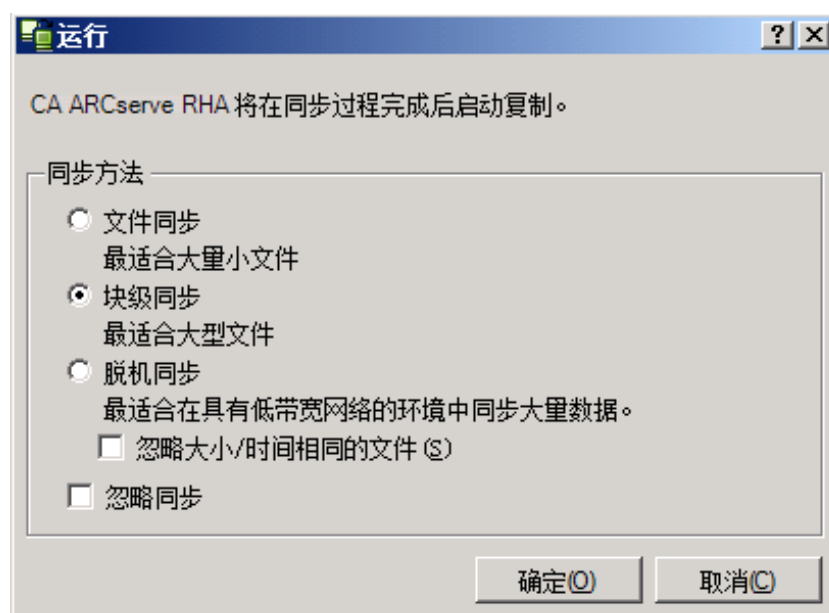 运行
CA ARCserve RHA 将在同步过程完成后启动复制。
同步方法
文件同步
最适合大量小文件
块级同步
最适合大型文件
脱机同步
最适合在具有低带宽网络的环境中同步大量数据。
忽略大小/时间相同的文件(S)
忽略同步
确定(O) 取消(C)